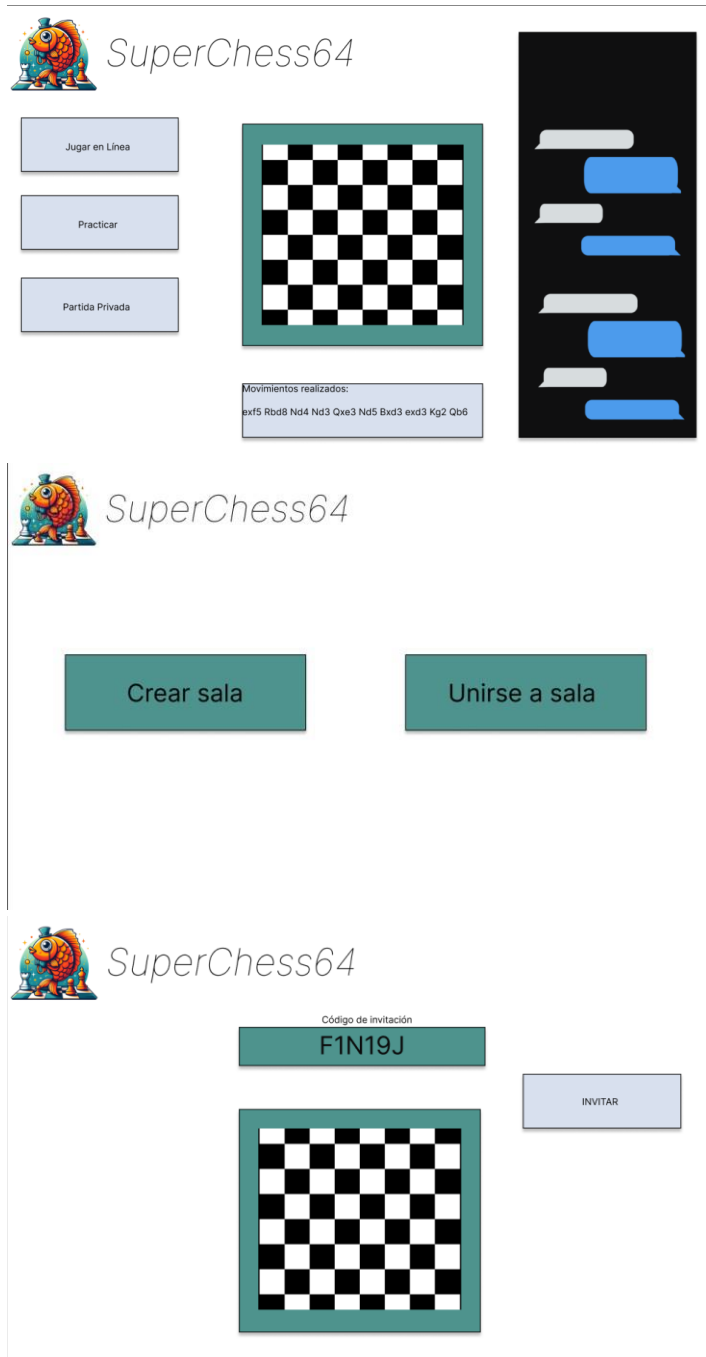 SuperChess64
Jugar en Línea
Practicar
Partida Privada
Movimientos realizados:
exf5 Rbd8 Nd4 Nd3 Qxe3 Nd5 Bxd3 exd3 Kg2 Qb6
SuperChess64
Crear sala
Unirse a sala
SuperChess64
Código de invitación
F1N19J
INVITAR